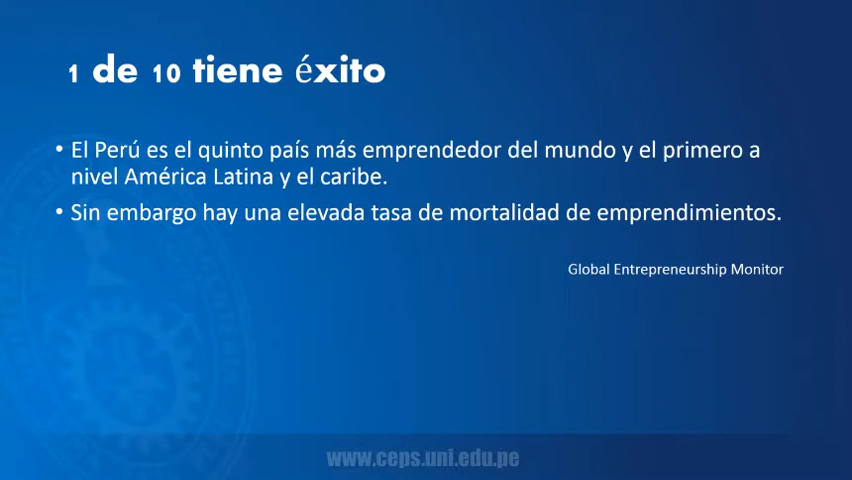 1 de 10 tiene éxito
• El Perú es el quinto país más emprendedor del mundo y el primero a
nivel América Latina y el caribe.
• Sin embargo hay una elevada tasa de mortalidad de emprendimientos.
Global Entrepreneurship Monitor
www.ceps.uni.edu.pe